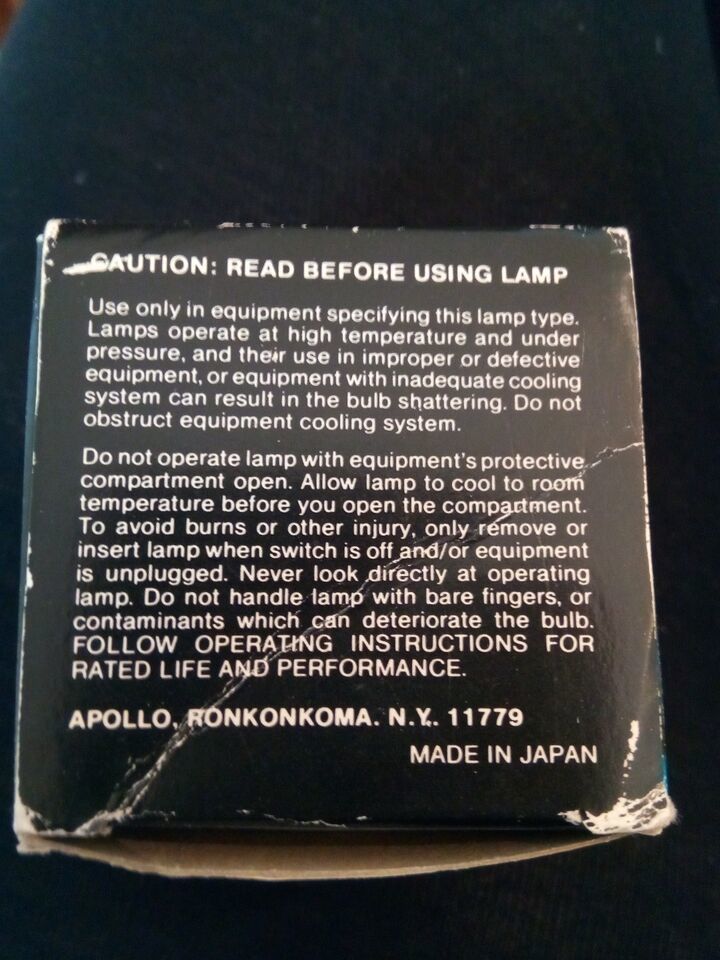 CAUTION: READ BEFORE USING LAMP
Use only in equipment specifying this lamp type.
Lamps operate at high temperature and under
pressure, and their use in improper or defective
equipment, or equipment with inadequate cooling
system can result in the bulb shattering. Do not
obstruct equipment cooling system.
Do not operate lamp with equipment's protective
compartment open. Allow lamp to cool to room
temperature before you open the compartment.
To avoid burns or other injury, only remove or
insert lamp when switch is off and/or equipment
is unplugged. Never look directly at operating
lamp. Do not handle lamp with bare fingers, or
contaminants which can deteriorate the bulb.
FOLLOW OPERATING INSTRUCTIONS FOR
RATED LIFE AND PERFORMANCE.
APOLLO, RONKONKOMA. N.Y. 11779
MADE IN JAPAN